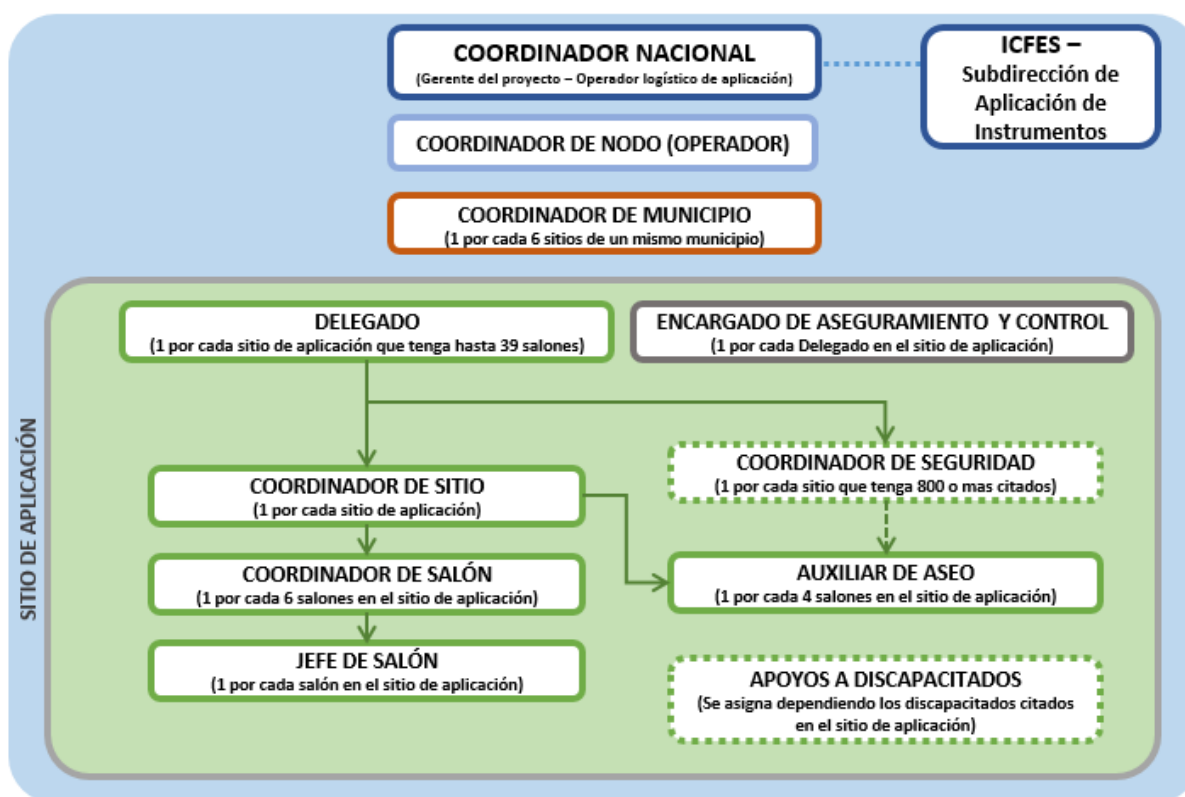 COORDINADOR NACIONAL
(Gerente del proyecto – Operador logístico de aplicación)
ICFES –
Subdirección de
Aplicación de
Instrumentos
COORDINADOR DE NODO (OPERADOR)
COORDINADOR DE MUNICIPIO
(1 por cada 6 sitios de un mismo municipio)
SITIO DE APLICACIÓN
DELEGADO
(1 por cada sitio de aplicación que tenga hasta 39 salones)
ENCARGADO DE ASEGURAMIENTO Y CONTROL
(1 por cada Delegado en el sitio de aplicación)
COORDINADOR DE SEGURIDAD
(1 por cada sitio que tenga 800 o mas citados)
COORDINADOR DE SITIO
(1 por cada sitio de aplicación)
COORDINADOR DE SALÓN
(1 por cada 6 salones en el sitio de aplicación)
AUXILIAR DE ASEO
(1 por cada 4 salones en el sitio de aplicación)
JEFE DE SALÓN
(1 por cada salón en el sitio de aplicación)
APOYOS A DISCAPACITADOS
(Se asigna dependiendo los discapacitados citados
en el sitio de aplicación)